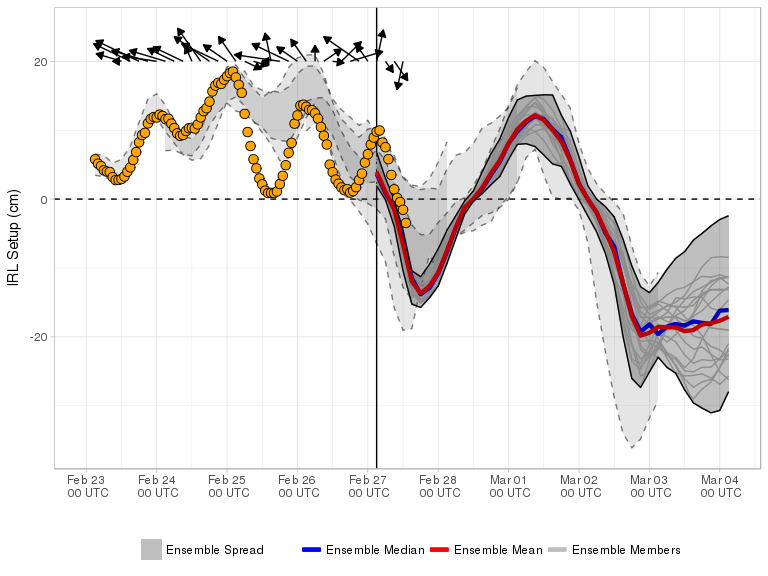 IRL Setup (cm)
20
0
-20
Feb 23 Feb 24 Feb 25 Feb 26 Feb 27 Feb 28 Mar 01 Mar 02 Mar 03 Mar 04
00 UTC 00 UTC 00 UTC 00 UTC 00 UTC 00 UTC 00 UTC 00 UTC 00 UTC 00 UTC
Ensemble Spread Ensemble Median Ensemble Mean Ensemble Members